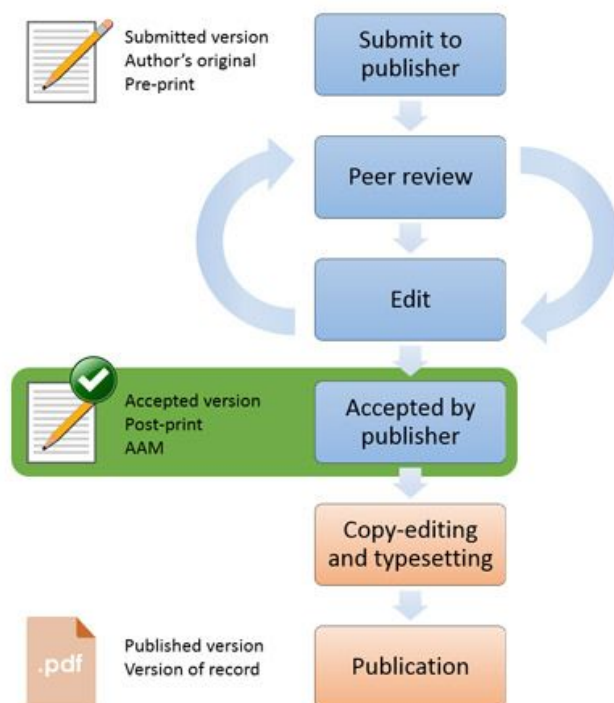 Submitted version
Author's original
Pre-print
Submit to
publisher
Peer review
Edit
Accepted version
Post-print
AAM
Accepted by
publisher
Copy-editing
and typesetting
.pdf
Published version
Version of record
Publication